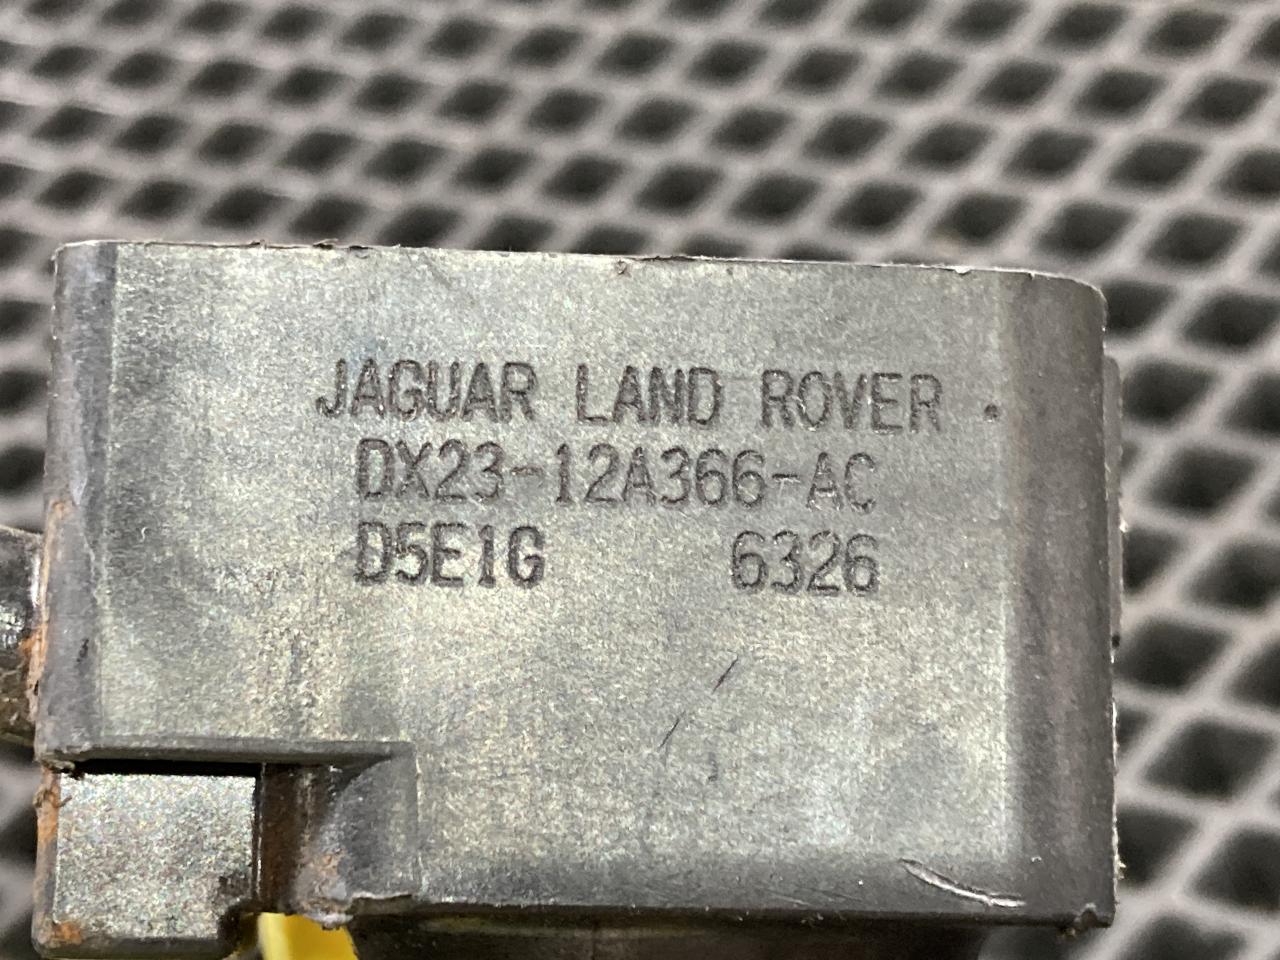 JAGUAR LAND ROVER
DX23-12A366-AC
D5E1G 6326